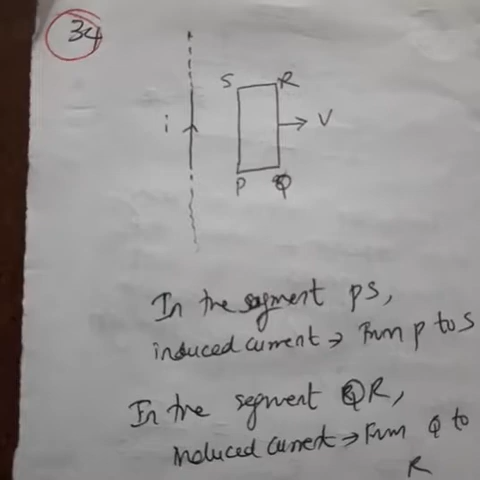 34
S R
i V
P Q
In the segment PS,
induced current → From P to S
In the segment QR,
Induced current → From Q to
R